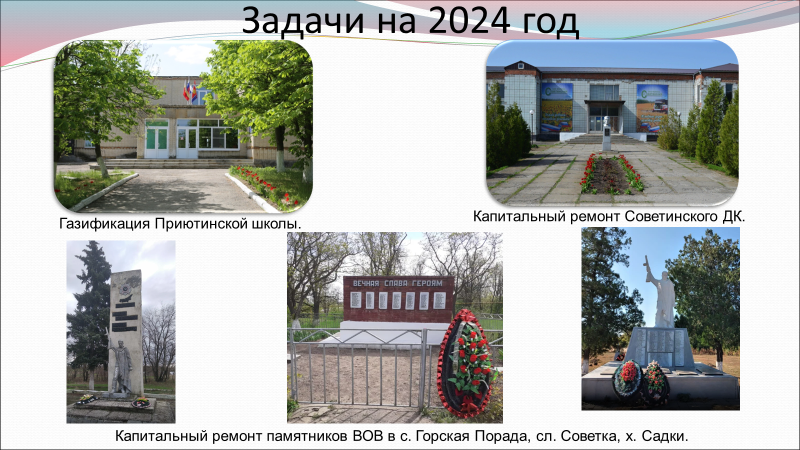 Задачи на 2024 год
Газификация Приютинской школы.
Капитальный ремонт Советинского ДК.
ВЕЧНАЯ СЛАВА ГЕРОЯМ
Капитальный ремонт памятников ВОВ в с. Горская Порада, сл. Советка, х. Садки.